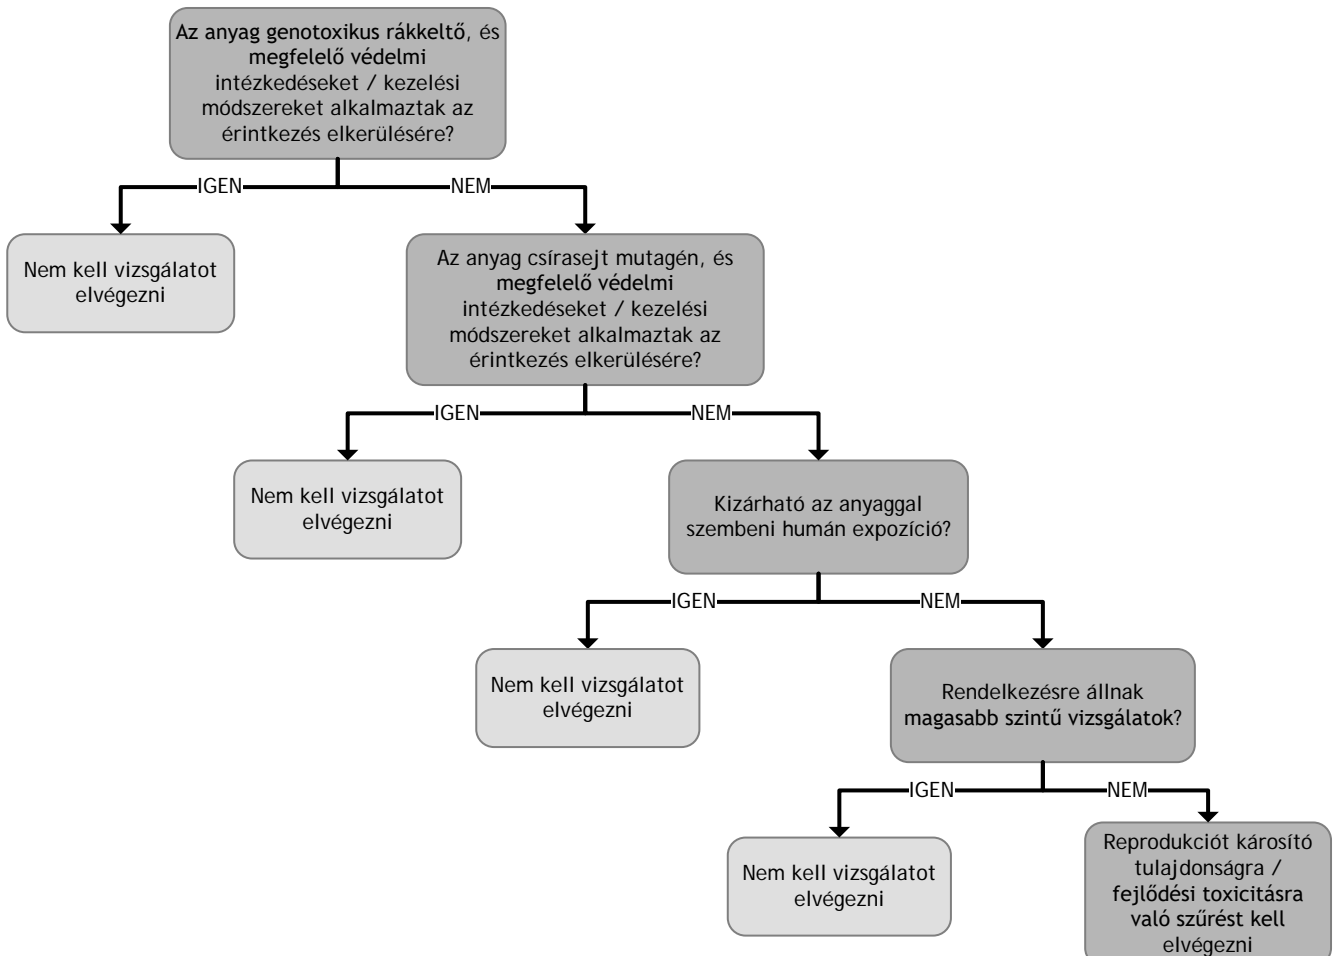 Az anyag genotoxikus rákkeltő, és
megfelelő védelmi
intézkedéseket / kezelési
módszereket alkalmaztak az
érintkezés elkerülésére?
IGEN
NEM
Nem kell vizsgálatot
elvégezni
Az anyag csírasejt mutagén, és
megfelelő védelmi
intézkedéseket / kezelési
módszereket alkalmaztak az
érintkezés elkerülésére?
IGEN
NEM
Nem kell vizsgálatot
elvégezni
Kizárható az anyaggal
szembeni humán expozíció?
IGEN
NEM
Nem kell vizsgálatot
elvégezni
Rendelkezésre állnak
magasabb szintű vizsgálatok?
IGEN
NEM
Nem kell vizsgálatot
elvégezni
Reprodukciót károsító
tulajdonságra /
fejlődési toxicitásra
való szűrést kell
elvégezni